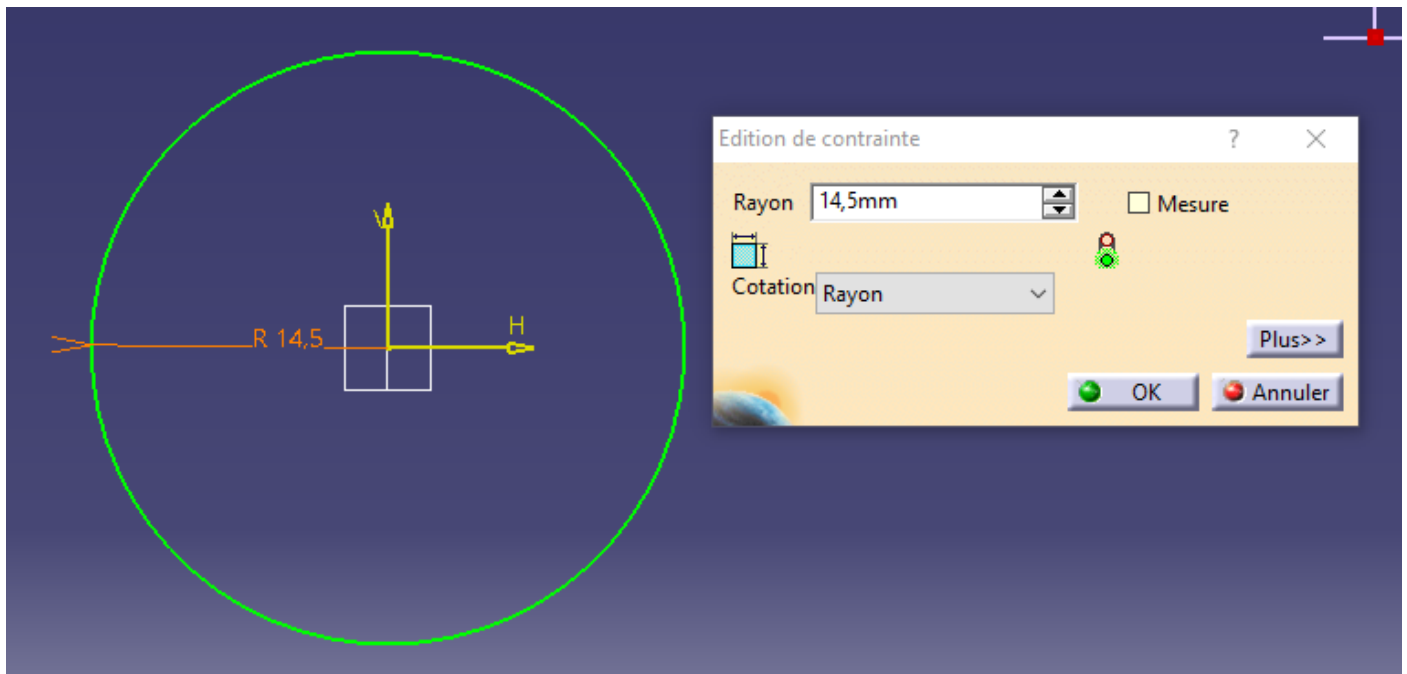 V
H
R 14,5
Edition de contrainte ? ×
Rayon 14,5mm Mesure
Cotation Rayon
Plus>>
OK Annuler